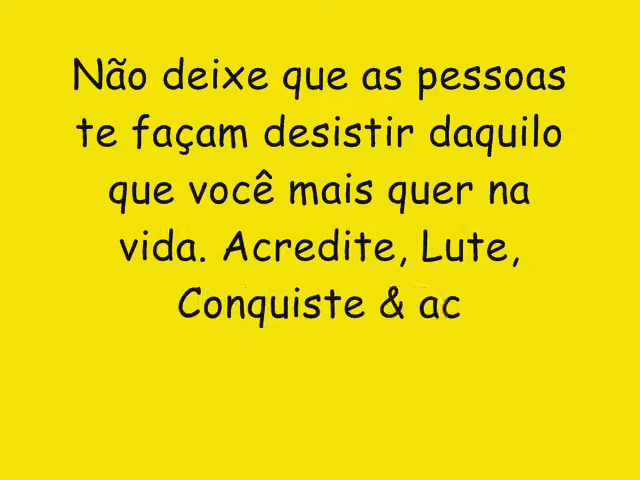 Não deixe que as pessoas
te façam desistir daquilo
que você mais quer na
vida. Acredite, Lute,
Conquiste & ac